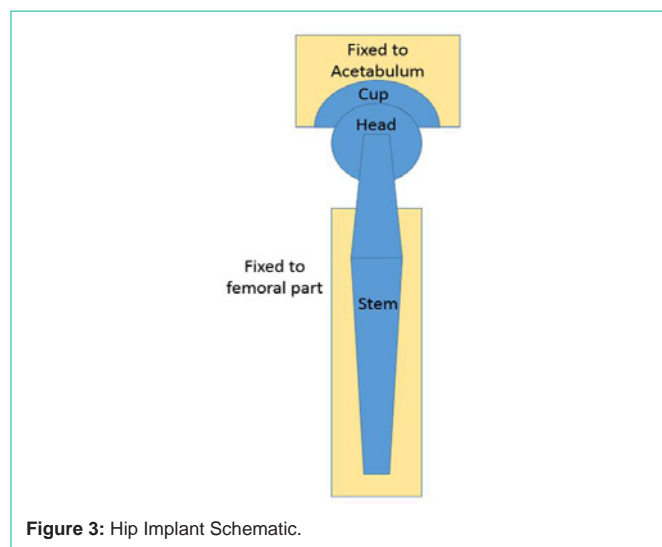 Fixed to
Acetabulum
Cup
Head
Fixed to
femoral part
Stem
Figure 3: Hip Implant Schematic.